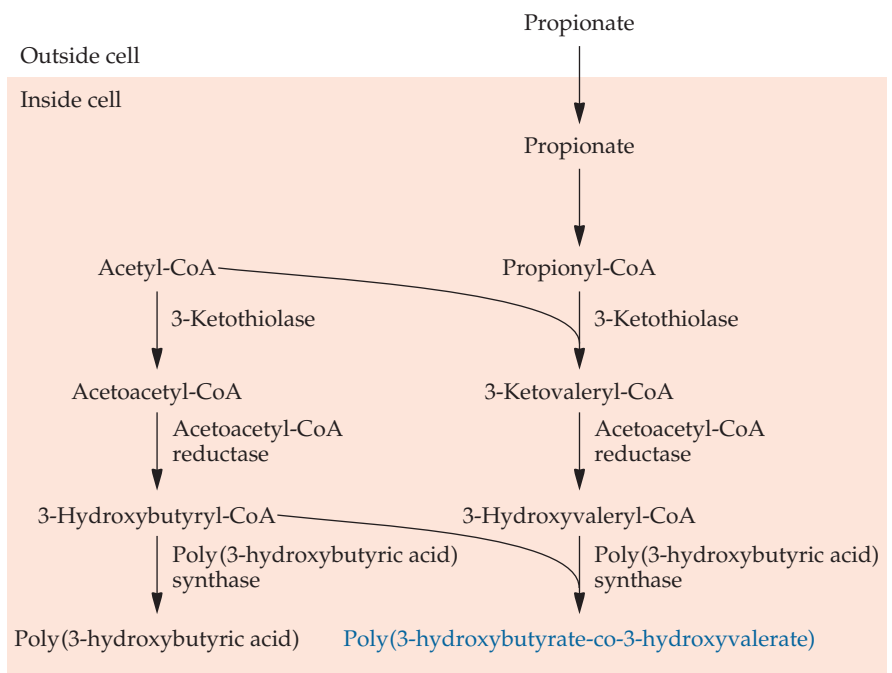 Propionate
Outside cell
Inside cell
Propionate
Acetyl-CoA
Propionyl-CoA
3-Ketothiolase
3-Ketothiolase
Acetoacetyl-CoA
3-Ketovaleryl-CoA
Acetoacetyl-CoA
reductase
Acetoacetyl-CoA
reductase
3-Hydroxybutyryl-CoA
3-Hydroxyvaleryl-CoA
Poly(3-hydroxybutyric acid)
synthase
Poly(3-hydroxybutyric acid)
synthase
Poly(3-hydroxybutyric acid)
Poly(3-hydroxybutyrate-co-3-hydroxyvalerate)